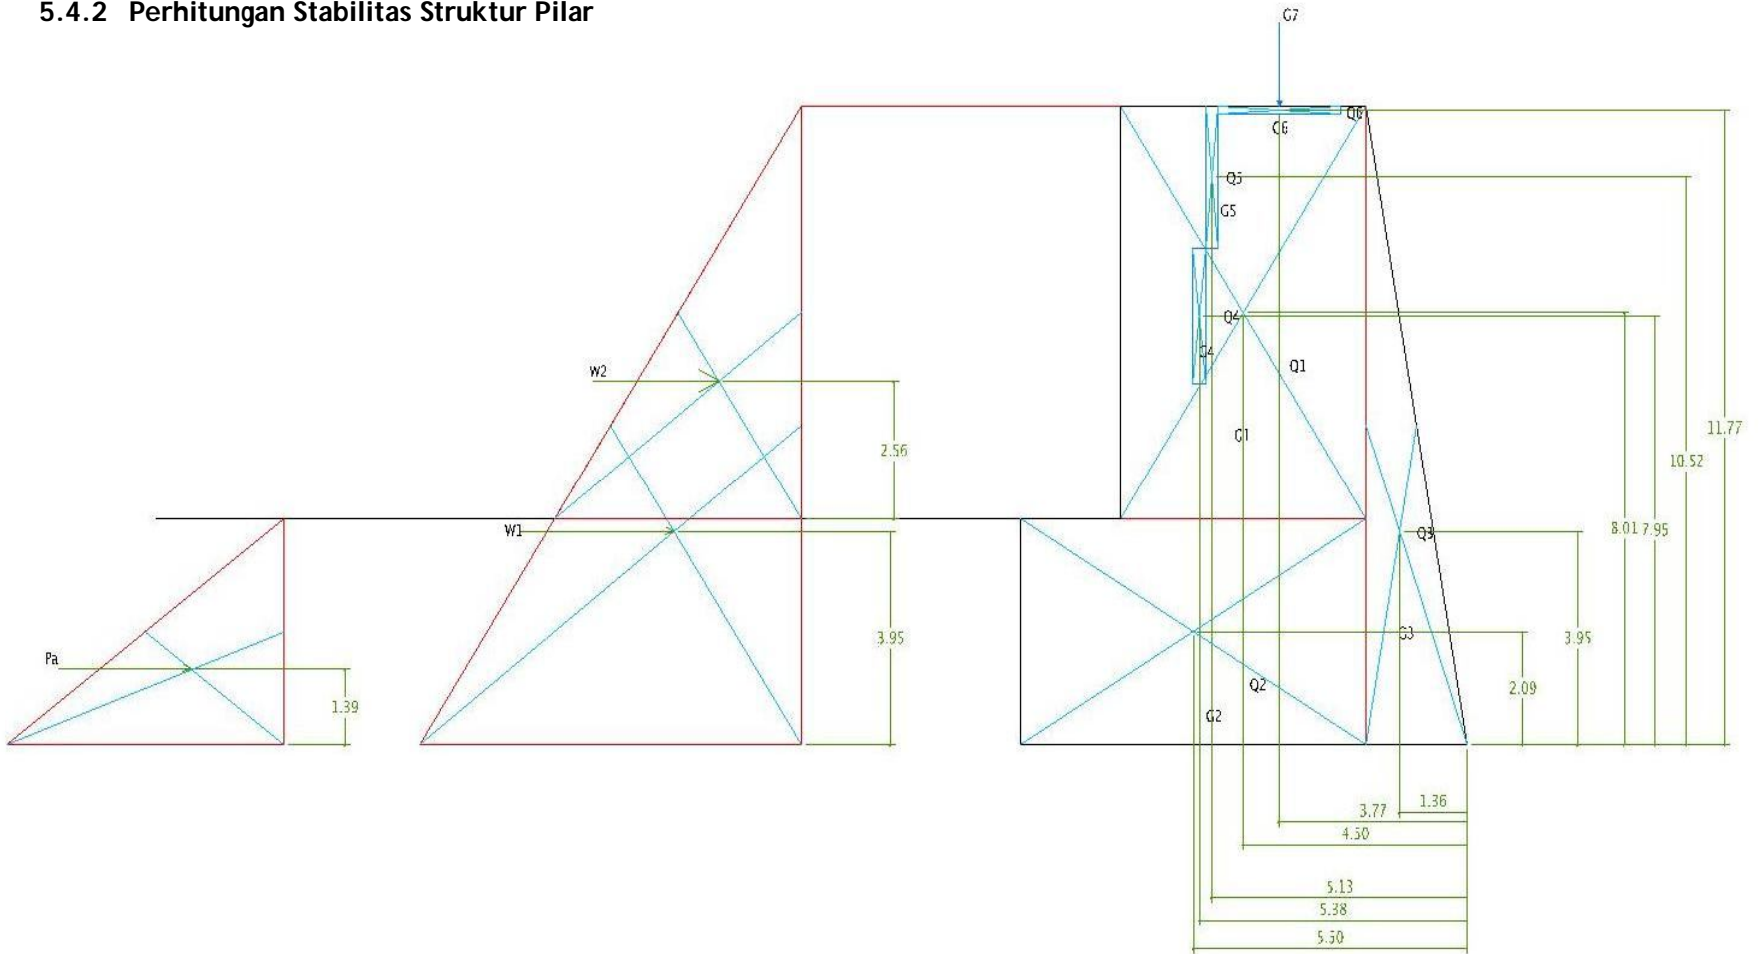 5.4.2 Perhitungan Stabilitas Struktur Pilar
G7
Q6
G6
Q5
G5
Q4
G4
W2
Q1
11.77
G1
2.56
10.52
W1
Q3
8.01
7.95
G3
3.95
3.95
Pa
Q2
2.09
1.39
G2
1.36
3.77
4.50
5.13
5.38
5.50